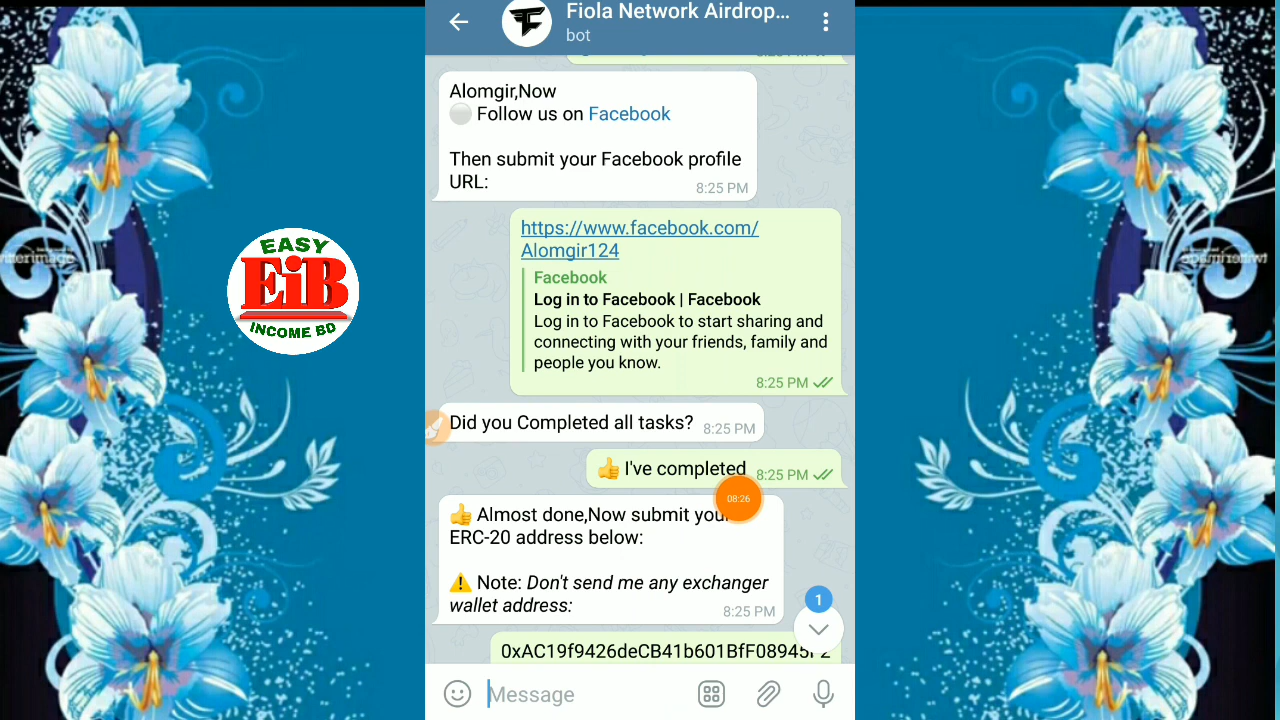 Fiola Network Airdrop...
bot
Alomgir,Now
Follow us on Facebook
Then submit your Facebook profile
URL:
8:25 PM
https://www.facebook.com/
Alomgir124
Facebook
Log in to Facebook | Facebook
Log in to Facebook to start sharing and
connecting with your friends, family and
people you know.
8:25 PM
Did you Completed all tasks? 8:25 PM
👍 I've completed 8:25 PM
08:26
👍 Almost done,Now submit your
ERC-20 address below:
⚠️ Note: Don't send me any exchanger
wallet address:
8:25 PM
1
Message
EASY
EiB
INCOME BD